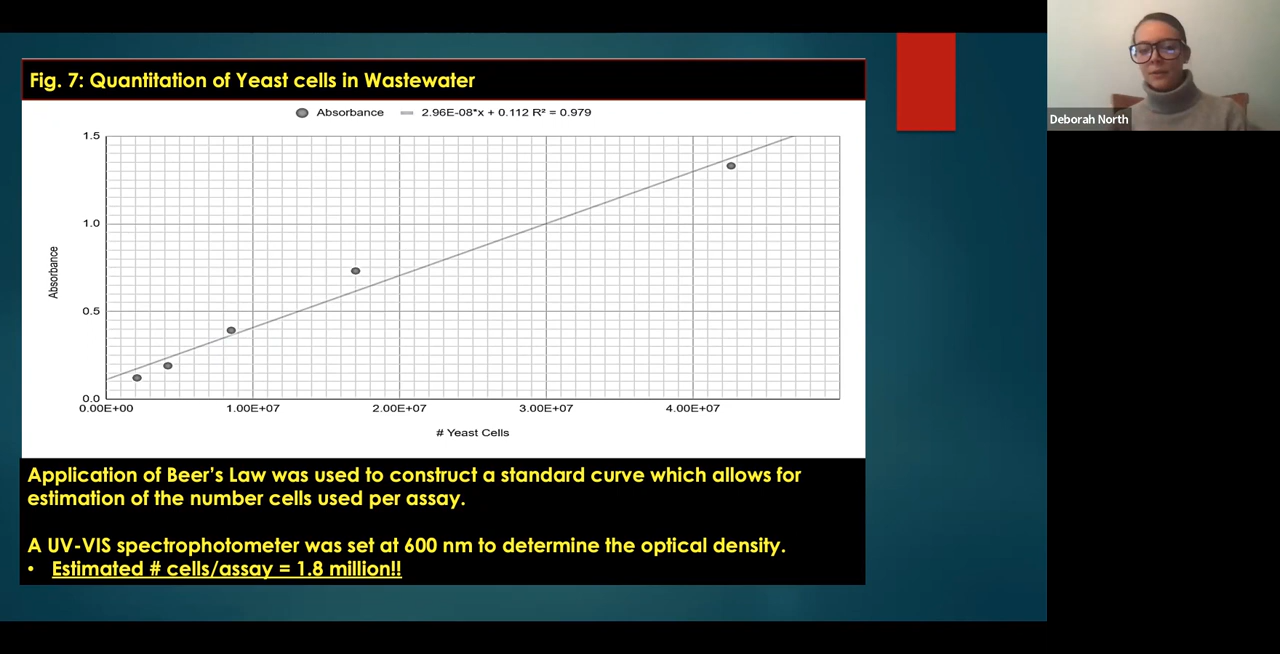 Fig. 7: Quantitation of Yeast cells in Wastewater
Absorbance 2.96E-08*x + 0.112 R² = 0.979
1.5
1.0
0.5
0.0
Absorbance
0.00E+00 1.00E+07 2.00E+07 3.00E+07 4.00E+07
# Yeast Cells
Application of Beer’s Law was used to construct a standard curve which allows for
estimation of the number cells used per assay.
A UV-VIS spectrophotometer was set at 600 nm to determine the optical density.
• Estimated # cells/assay = 1.8 million!!
Deborah North